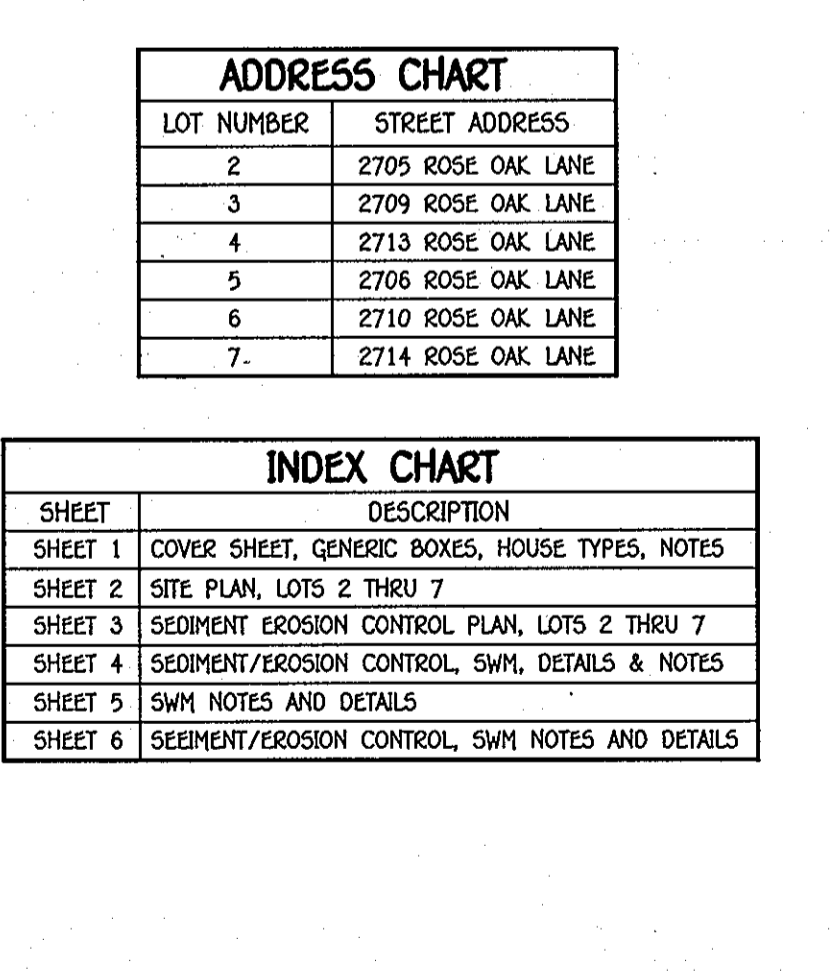 ADDRESS CHART
LOT NUMBER STREET ADDRESS
2 2705 ROSE OAK LANE
3 2709 ROSE OAK LANE
4 2713 ROSE OAK LANE
5 2706 ROSE OAK LANE
6 2710 ROSE OAK LANE
7 2714 ROSE OAK LANE
INDEX CHART
SHEET DESCRIPTION
SHEET 1 COVER SHEET, GENERIC BOXES, HOUSE TYPES, NOTES
SHEET 2 SITE PLAN, LOTS 2 THRU 7
SHEET 3 SEDIMENT EROSION CONTROL PLAN, LOTS 2 THRU 7
SHEET 4 SEDIMENT/EROSION CONTROL, SWM, DETAILS & NOTES
SHEET 5 SWM NOTES AND DETAILS
SHEET 6 SEEIMENT/EROSION CONTROL, SWM NOTES AND DETAILS